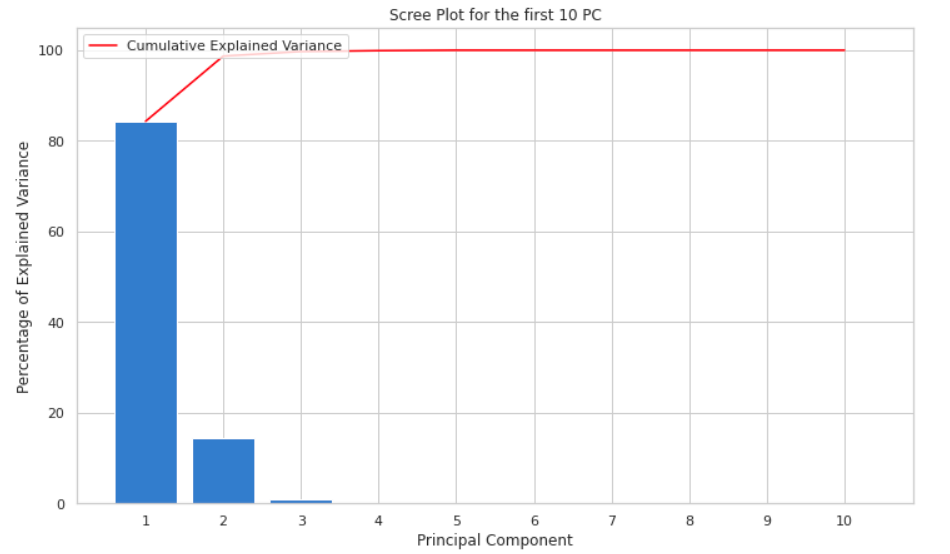 Scree Plot for the first 10 PC
Cumulative Explained Variance
Percentage of Explained Variance
100
80
60
40
20
0
1 2 3 4 5 6 7 8 9 10
Principal Component